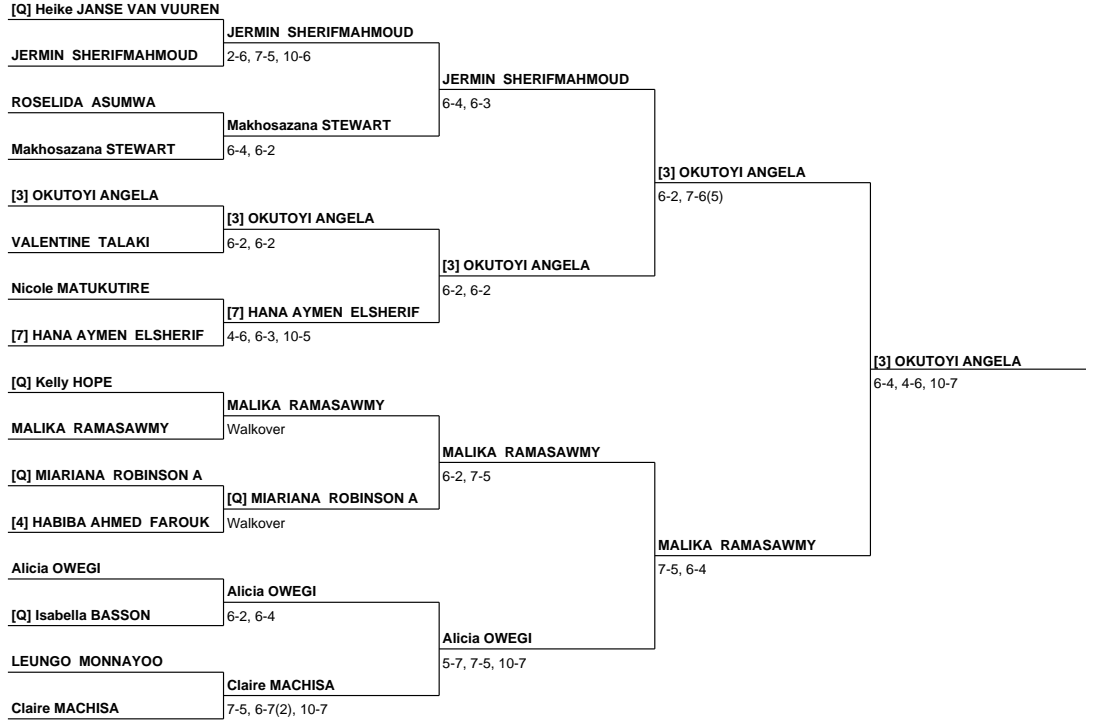 [Q] Heike JANSE VAN VUUREN
JERMIN SHERIFMAHMOUD
JERMIN SHERIFMAHMOUD
2-6, 7-5, 10-6
JERMIN SHERIFMAHMOUD
6-4, 6-3
ROSELIDA ASUMWA
Makhosazana STEWART
Makhosazana STEWART
6-4, 6-2
[3] OKUTOYI ANGELA
6-2, 7-6(5)
[3] OKUTOYI ANGELA
VALENTINE TALAKI
[3] OKUTOYI ANGELA
6-2, 6-2
[3] OKUTOYI ANGELA
6-2, 6-2
Nicole MATUKUTIRE
[7] HANA AYMEN ELSHERIF
[7] HANA AYMEN ELSHERIF
4-6, 6-3, 10-5
[3] OKUTOYI ANGELA
6-4, 4-6, 10-7
[Q] Kelly HOPE
MALIKA RAMASAWMY
MALIKA RAMASAWMY
Walkover
MALIKA RAMASAWMY
6-2, 7-5
[Q] MIARIANA ROBINSON A
[4] HABIBA AHMED FAROUK
[Q] MIARIANA ROBINSON A
Walkover
MALIKA RAMASAWMY
7-5, 6-4
Alicia OWEGI
[Q] Isabella BASSON
Alicia OWEGI
6-2, 6-4
Alicia OWEGI
5-7, 7-5, 10-7
LEUNGO MONNAYOO
Claire MACHISA
Claire MACHISA
7-5, 6-7(2), 10-7